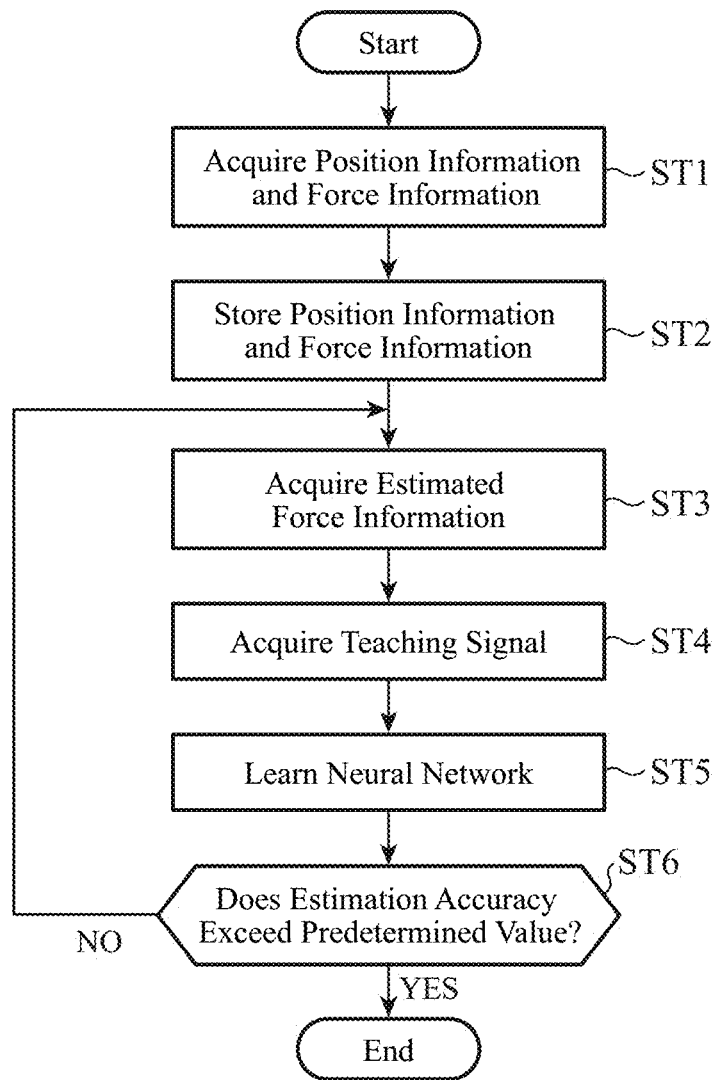 Start
Acquire Position Information
and Force Information
ST1
Store Position Information
and Force Information
ST2
Acquire Estimated
Force Information
ST3
Acquire Teaching Signal
ST4
Learn Neural Network
ST5
ST6
Does Estimation Accuracy
Exceed Predetermined Value?
NO
YES
End